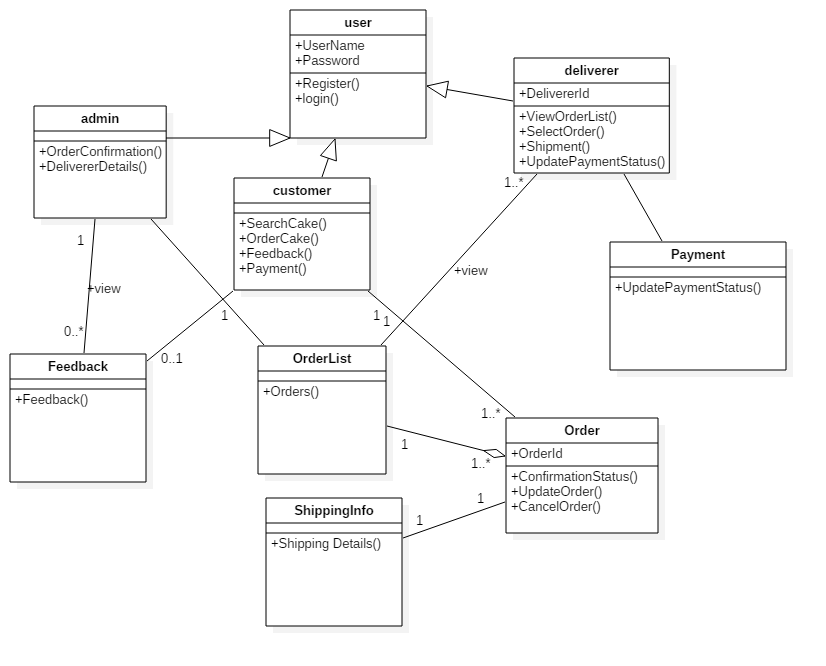 user
+UserName
+Password
+Register()
+login()
deliverer
+DelivererId
+ViewOrderList()
+SelectOrder()
+Shipment()
+UpdatePaymentStatus()
admin
+OrderConfirmation()
+DelivererDetails()
customer
+SearchCake()
+OrderCake()
+Feedback()
+Payment()
1..*
1
+view
+view
Payment
+UpdatePaymentStatus()
1
1
1
0..*
0..1
Feedback
+Feedback()
OrderList
+Orders()
1..*
Order
+OrderId
+ConfirmationStatus()
+UpdateOrder()
+CancelOrder()
1
1..*
1
1
ShippingInfo
+Shipping Details()